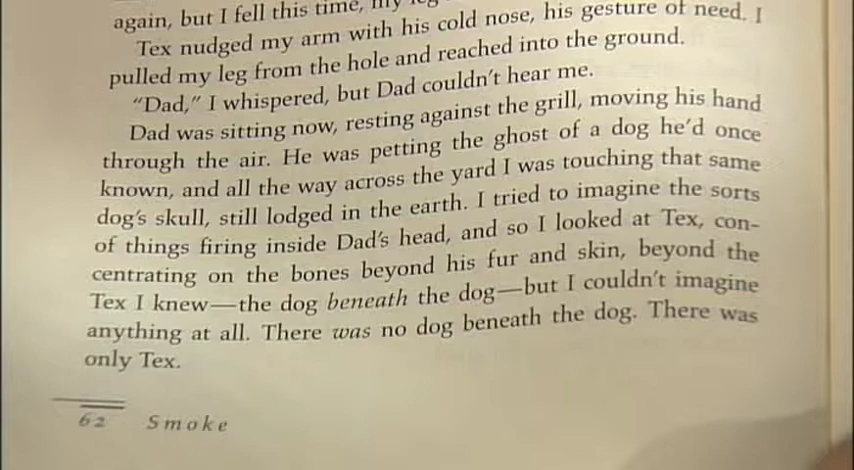 again, but I fell this time, my leg
Tex nudged my arm with his cold nose, his gesture of need. I
pulled my leg from the hole and reached into the ground.
"Dad," I whispered, but Dad couldn't hear me.
Dad was sitting now, resting against the grill, moving his hand
through the air. He was petting the ghost of a dog he'd once
known, and all the way across the yard I was touching that same
dog's skull, still lodged in the earth. I tried to imagine the sorts
of things firing inside Dad's head, and so I looked at Tex, con-
centrating on the bones beyond his fur and skin, beyond the
Tex I knew—the dog beneath the dog—but I couldn't imagine
anything at all. There was no dog beneath the dog. There was
only Tex.
62 Smoke